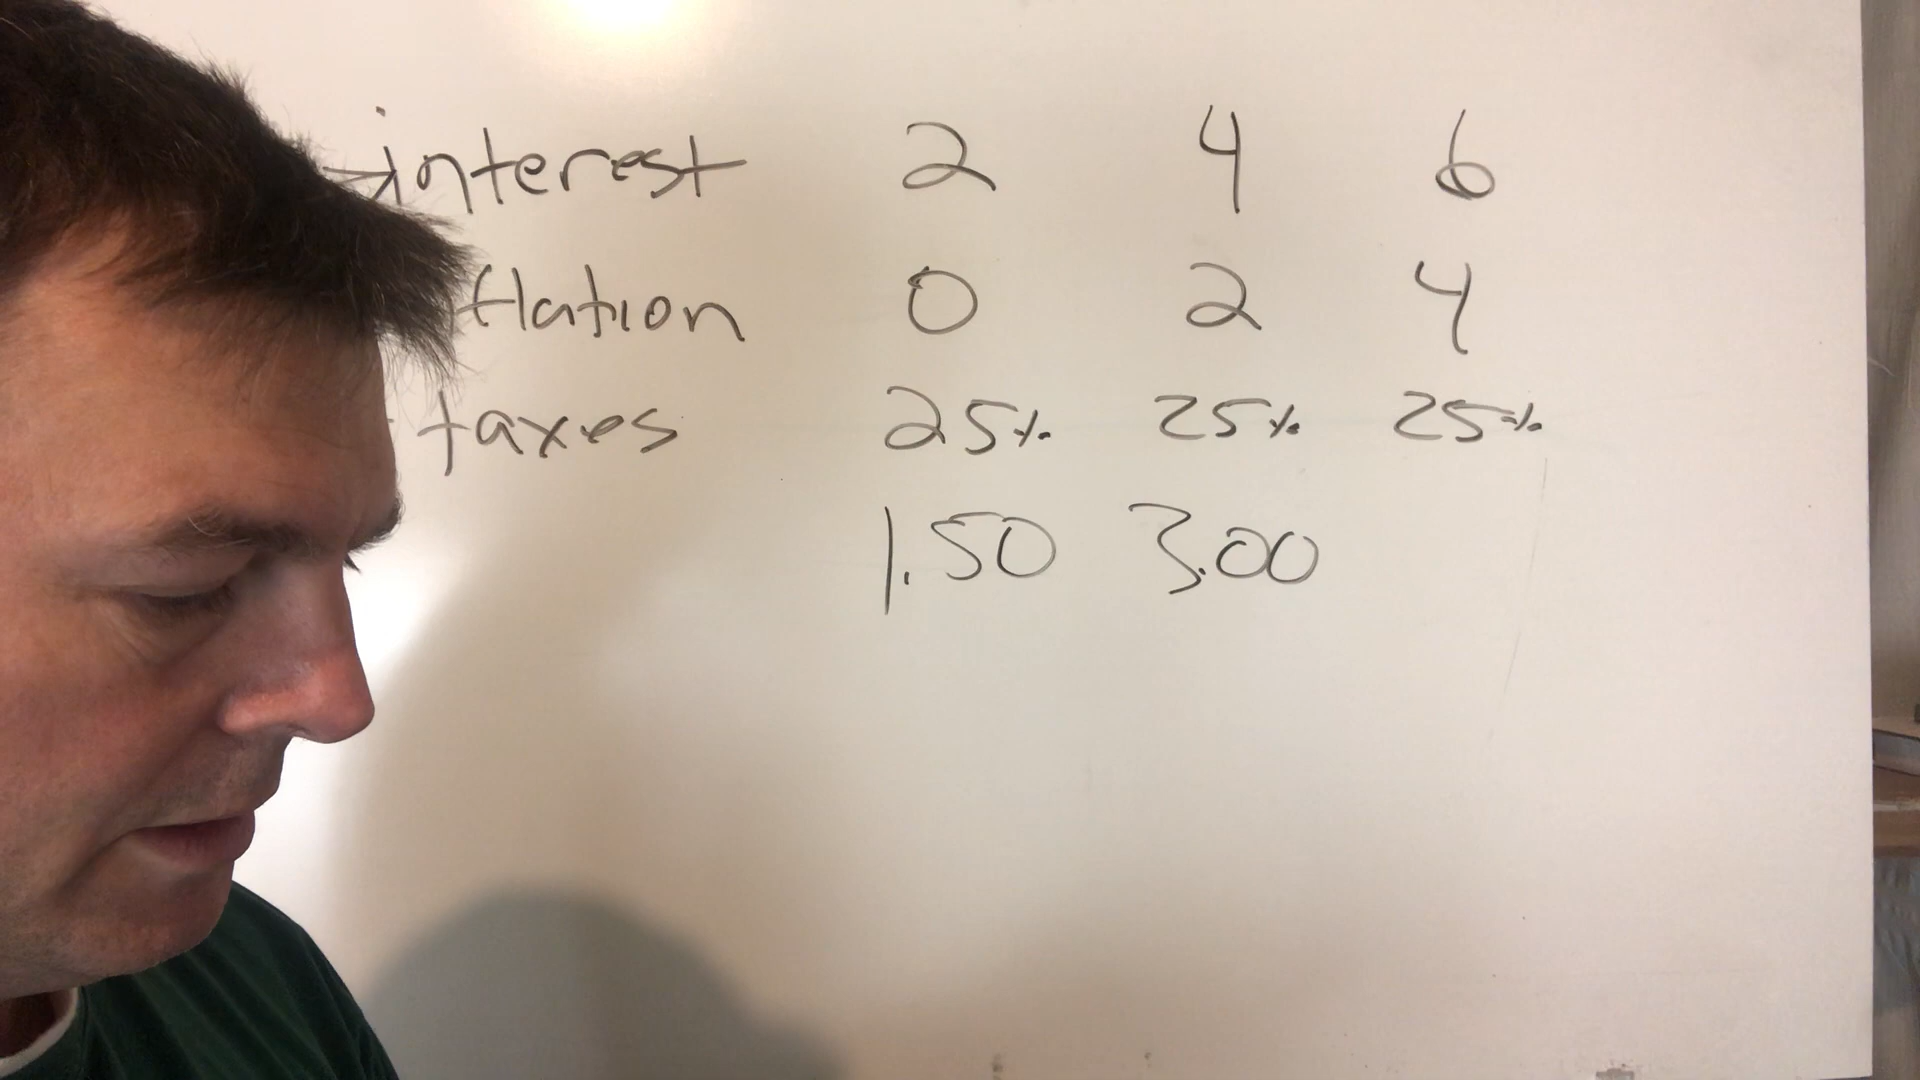 interest 2 4 6
flation 0 2 4
taxes 25% 25% 25%
1.50 3.00